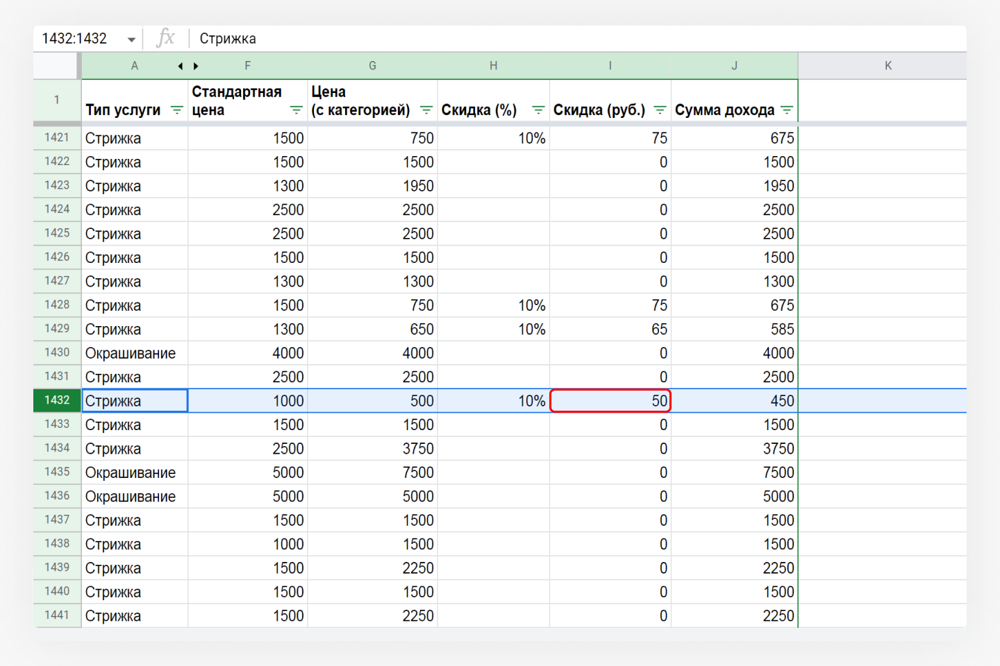 1432:1432 fx Стрижка
A F G H I J K
1 Тип услуги Стандартная цена Цена (с категорией) Скидка (%) Скидка (руб.) Сумма дохода
1421 Стрижка 1500 750 10% 75 675
1422 Стрижка 1500 1500 0 1500
1423 Стрижка 1300 1950 0 1950
1424 Стрижка 2500 2500 0 2500
1425 Стрижка 2500 2500 0 2500
1426 Стрижка 1500 1500 0 1500
1427 Стрижка 1300 1300 0 1300
1428 Стрижка 1500 750 10% 75 675
1429 Стрижка 1300 650 10% 65 585
1430 Окрашивание 4000 4000 0 4000
1431 Стрижка 2500 2500 0 2500
1432 Стрижка 1000 500 10% 50 450
1433 Стрижка 1500 1500 0 1500
1434 Стрижка 2500 3750 0 3750
1435 Окрашивание 5000 7500 0 7500
1436 Окрашивание 5000 5000 0 5000
1437 Стрижка 1500 1500 0 1500
1438 Стрижка 1000 1500 0 1500
1439 Стрижка 1500 2250 0 2250
1440 Стрижка 1500 1500 0 1500
1441 Стрижка 1500 2250 0 2250